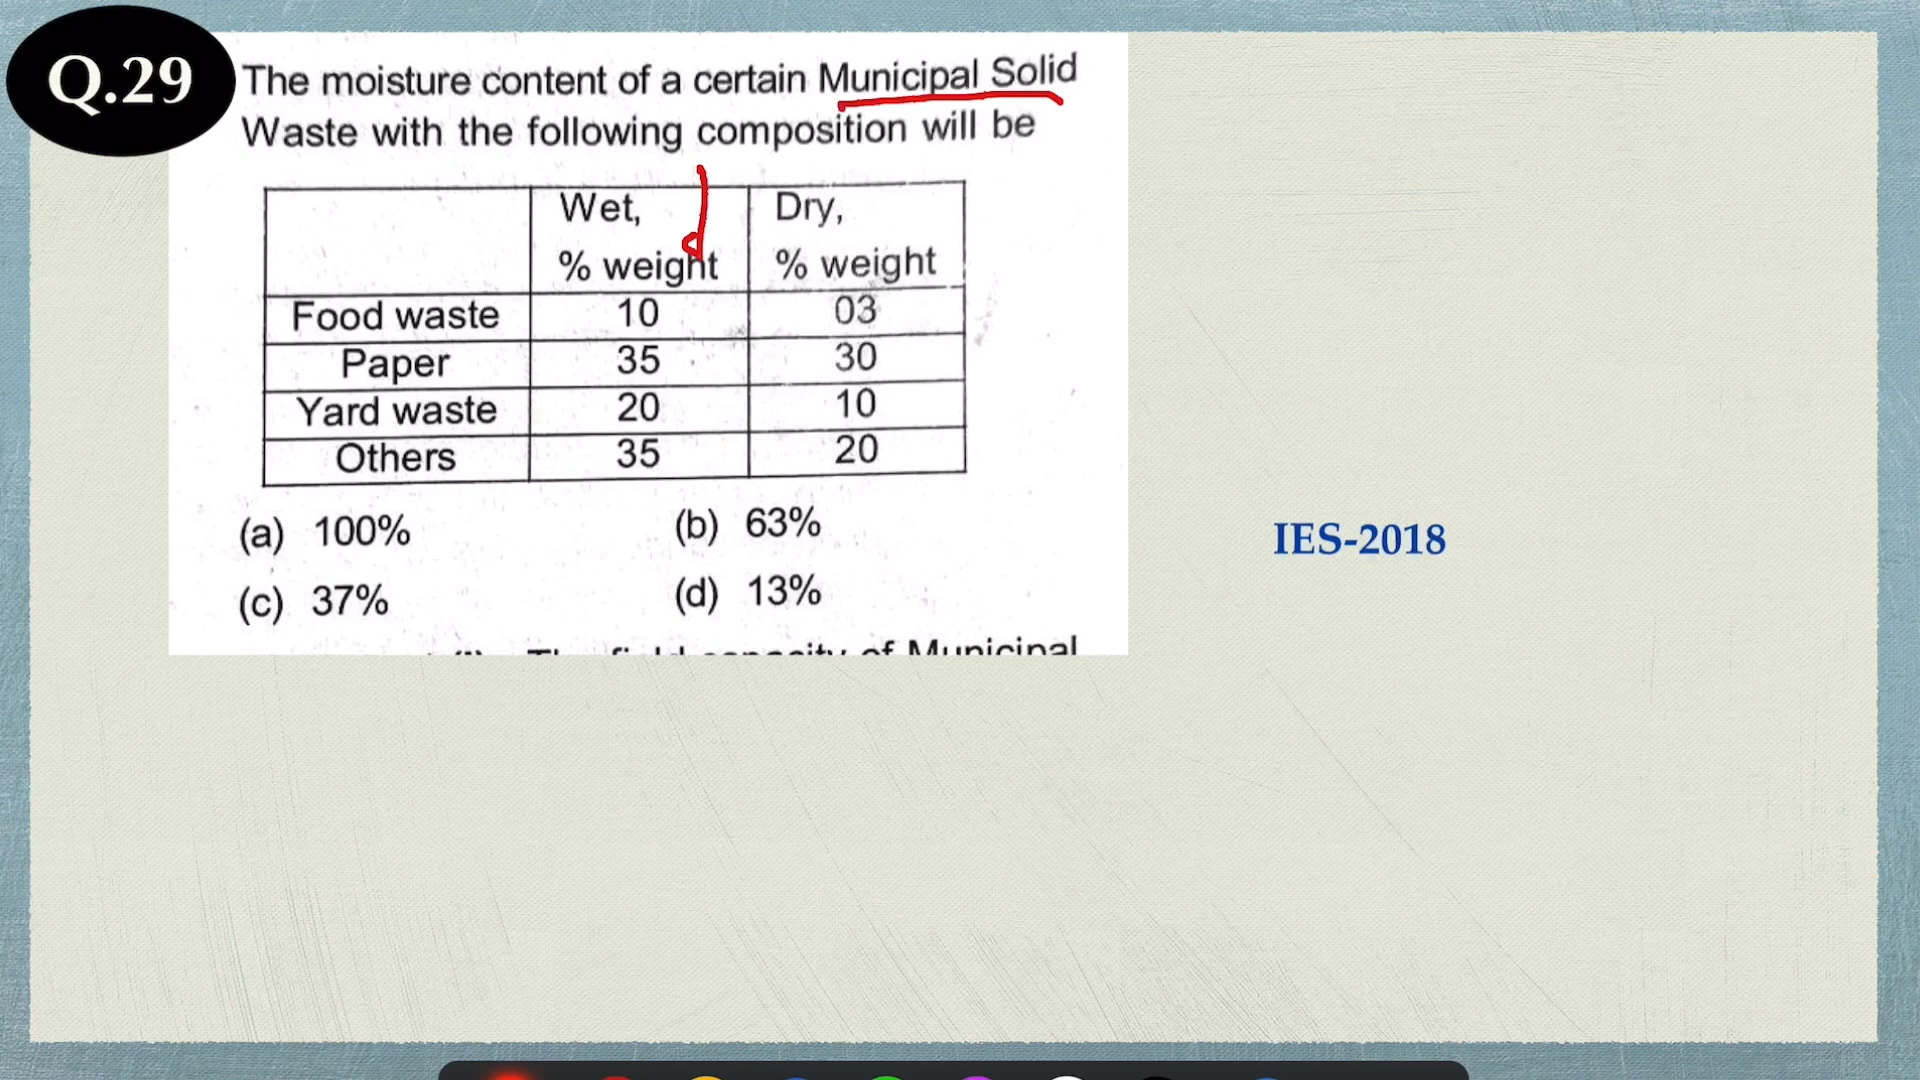 Q.29
The moisture content of a certain Municipal Solid
Waste with the following composition will be
Wet, Dry,
% weight % weight
Food waste 10 03
Paper 35 30
Yard waste 20 10
Others 35 20
(a) 100% (b) 63%
(c) 37% (d) 13%
of Municipal
IES-2018